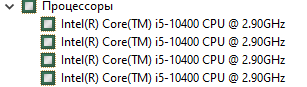 Процессоры
Intel(R) Core(TM) i5-10400 CPU @ 2.90GHz
Intel(R) Core(TM) i5-10400 CPU @ 2.90GHz
Intel(R) Core(TM) i5-10400 CPU @ 2.90GHz
Intel(R) Core(TM) i5-10400 CPU @ 2.90GHz